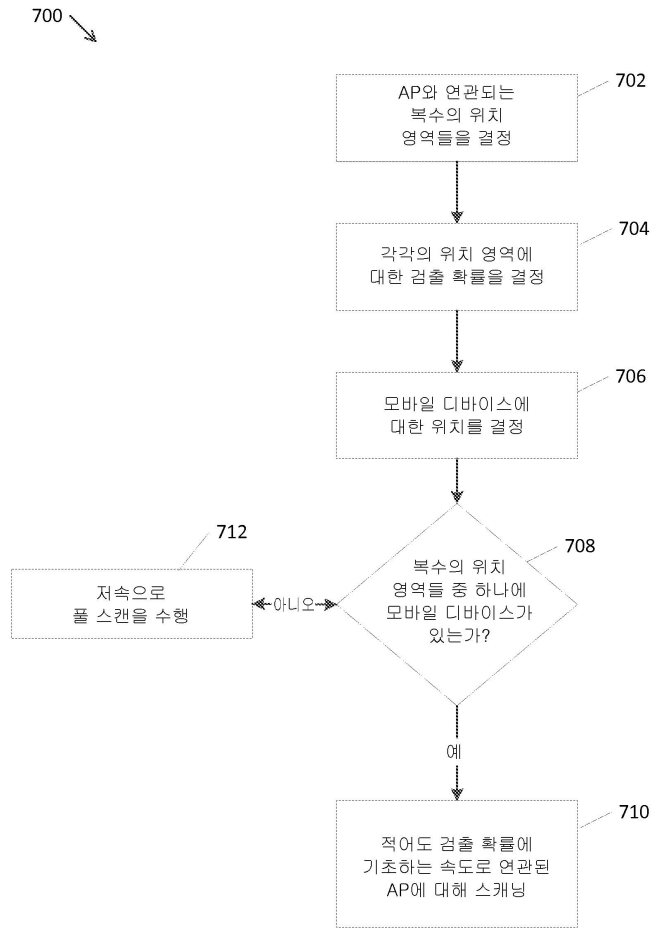 700
702
AP와 연관되는
복수의 위치
영역들을 결정
704
각각의 위치 영역에
대한 검출 확률을 결정
706
모바일 디바이스에
대한 위치를 결정
708
복수의 위치
영역들 중 하나에
모바일 디바이스가
있는가?
712
저속으로
풀 스캔을 수행
아니오
예
710
적어도 검출 확률에
기초하는 속도로 연관된
AP에 대해 스캐닝